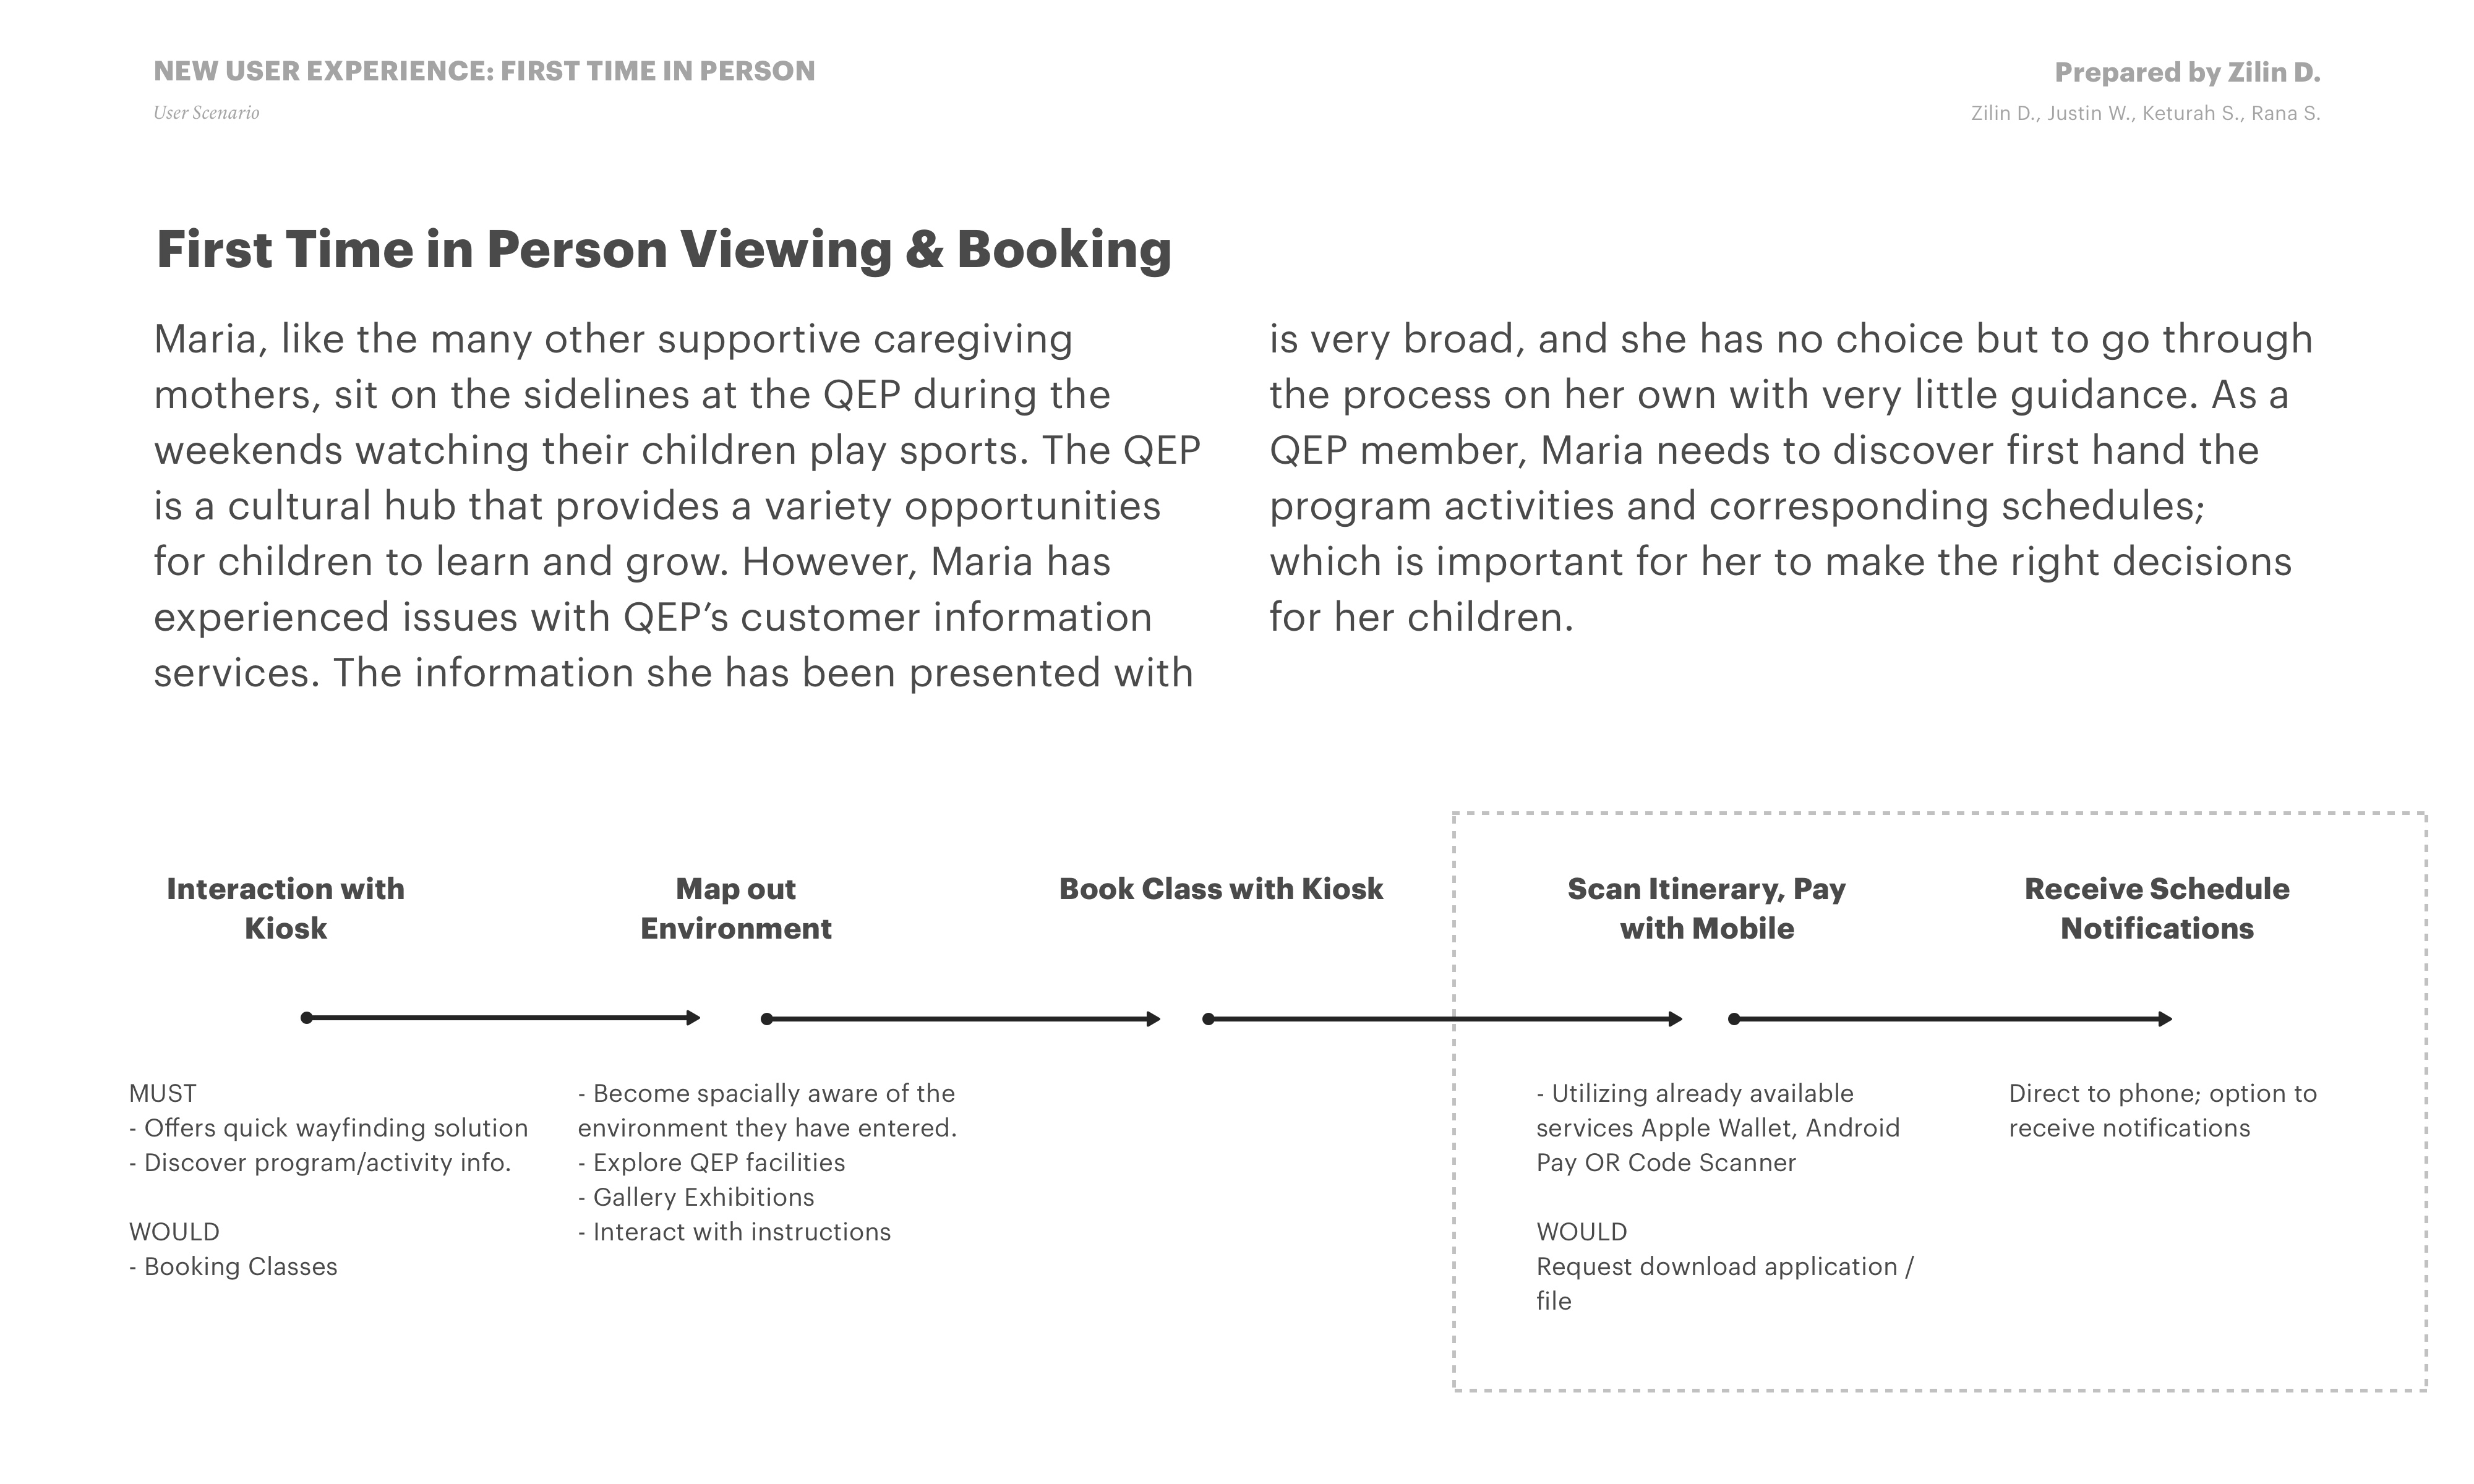 NEW USER EXPERIENCE: FIRST TIME IN PERSON
User Scenario
Prepared by Zilin D.
Zilin D., Justin W., Keturah S., Rana S.
First Time in Person Viewing & Booking
Maria, like the many other supportive caregiving
mothers, sit on the sidelines at the QEP during the
weekends watching their children play sports. The QEP
is a cultural hub that provides a variety opportunities
for children to learn and grow. However, Maria has
experienced issues with QEP’s customer information
services. The information she has been presented with
is very broad, and she has no choice but to go through
the process on her own with very little guidance. As a
QEP member, Maria needs to discover first hand the
program activities and corresponding schedules;
which is important for her to make the right decisions
for her children.
Interaction with
Kiosk
MUST
- Offers quick wayfinding solution
- Discover program/activity info.
WOULD
- Booking Classes
Map out
Environment
- Become spacially aware of the
environment they have entered.
- Explore QEP facilities
- Gallery Exhibitions
- Interact with instructions
Book Class with Kiosk
Scan Itinerary, Pay
with Mobile
- Utilizing already available
services Apple Wallet, Android
Pay OR Code Scanner
WOULD
Request download application /
file
Receive Schedule
Notifications
Direct to phone; option to
receive notifications